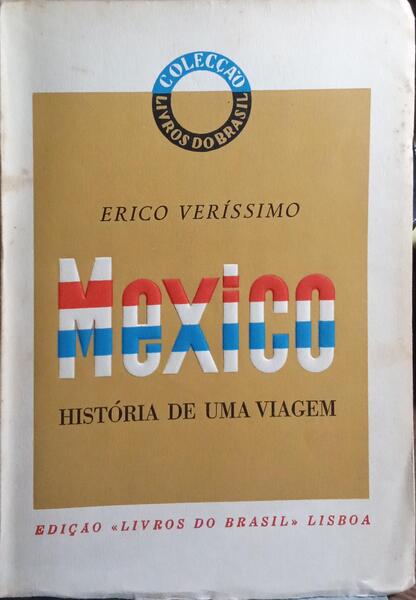 COLECÇÃO
LIVROS DO BRASIL
ERICO VERÍSSIMO
Mexico
HISTÓRIA DE UMA VIAGEM
EDIÇÃO «LIVROS DO BRASIL» LISBOA